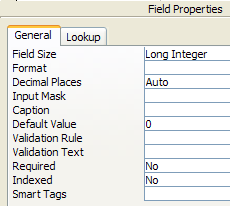 Field Properties
General Lookup
Field Size Long Integer
Format
Decimal Places Auto
Input Mask
Caption
Default Value 0
Validation Rule
Validation Text
Required No
Indexed No
Smart Tags